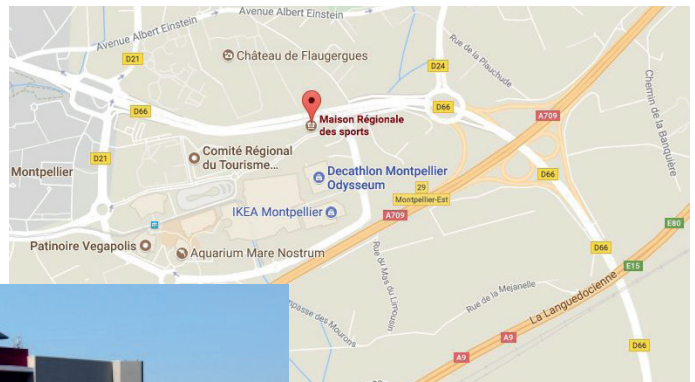 Avenue Albert Einstein
Avenue Albert Einstein
D21
Château de Flaugergues
D24
Rue de la Plauchude
D66
D66
A709
Chemin de la Banquière
Maison Régionale
des sports
D21
Comité Régional
du Tourisme...
Montpellier
Decathlon Montpellier
Odysseum
D66
29
Montpellier-Est
IKEA Montpellier
A709
E80
Patinoire Vegapolis
Aquarium Mare Nostrum
Rue du Mas du Limousin
D66
E15
Rue de la Mejanelle
La Languedocienne
passe des Mourons
A9
A9
D66